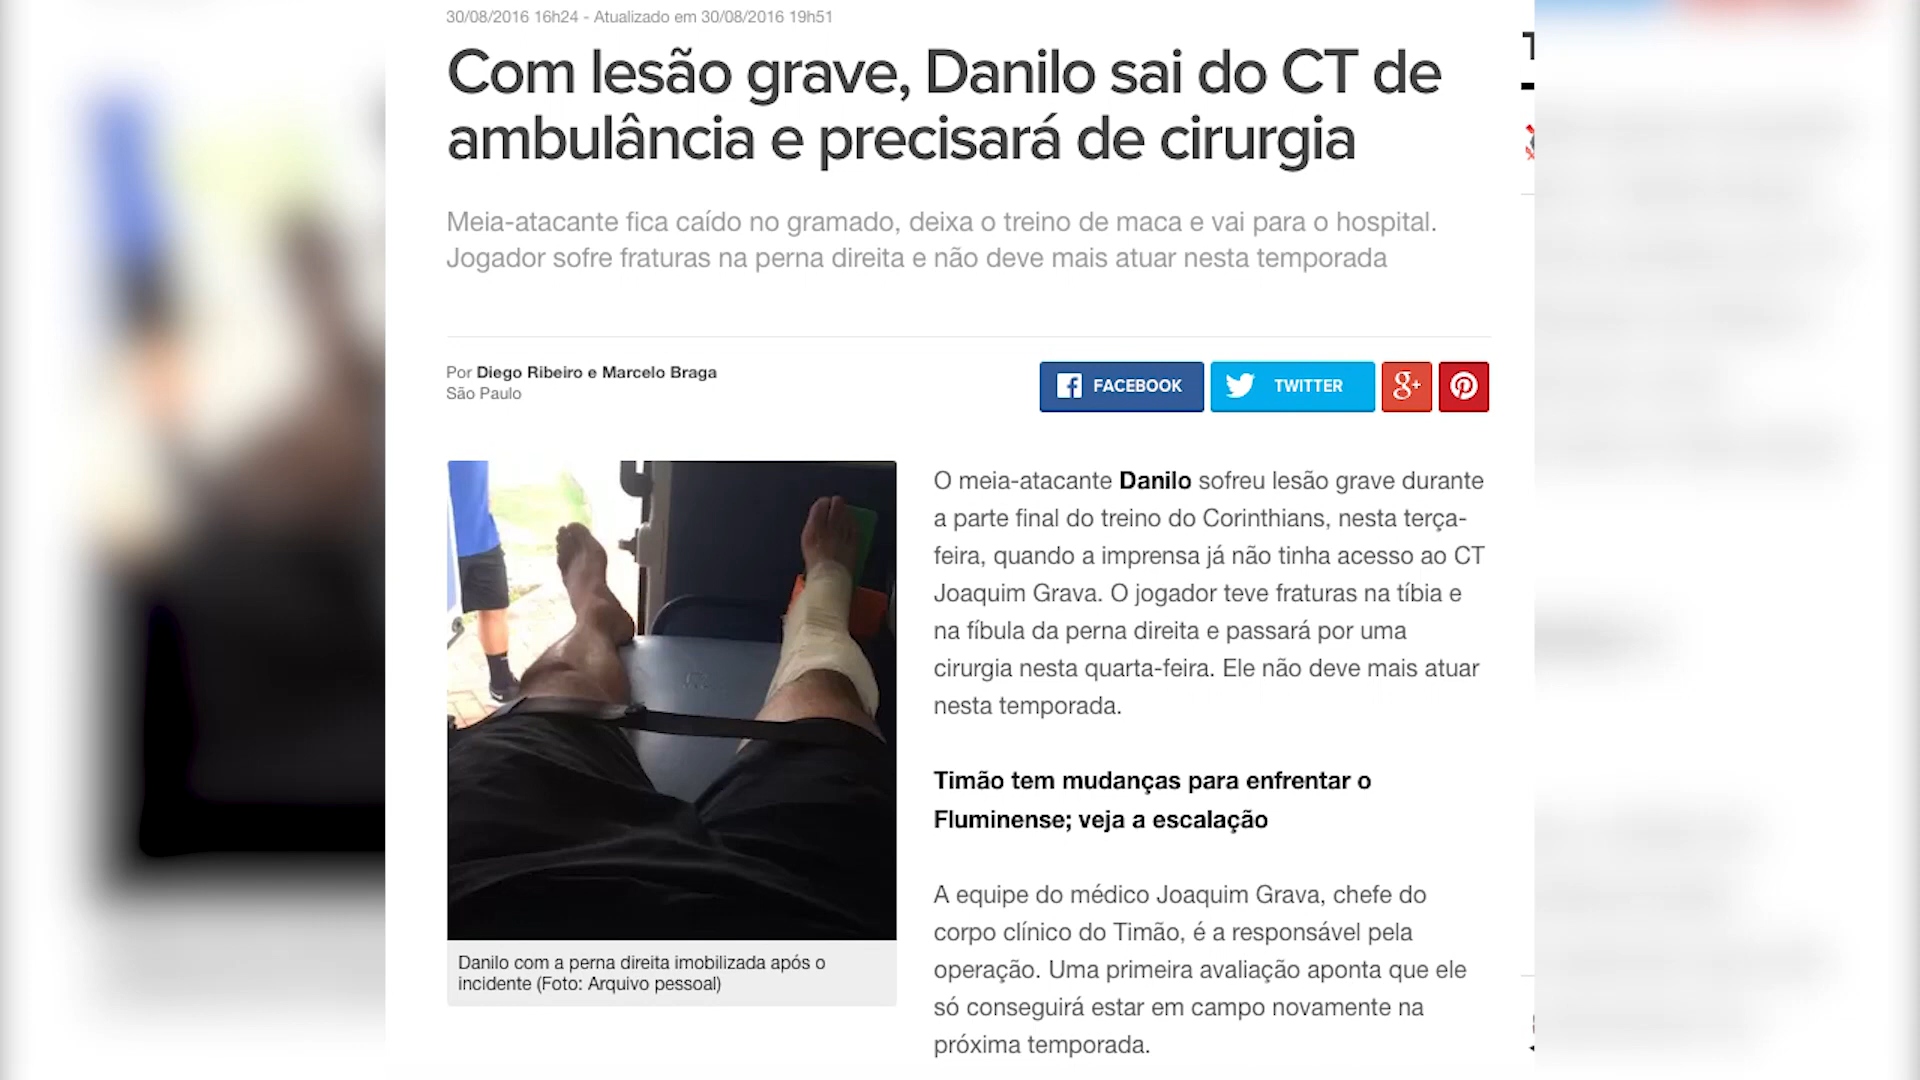 30/08/2016 16h24 - Atualizado em 30/08/2016 19h51
Com lesão grave, Danilo sai do CT de
ambulância e precisará de cirurgia
Meia-atacante fica caído no gramado, deixa o treino de maca e vai para o hospital.
Jogador sofre fraturas na perna direita e não deve mais atuar nesta temporada
Por Diego Ribeiro e Marcelo Braga
São Paulo
FACEBOOK
TWITTER
g+
O meia-atacante Danilo sofreu lesão grave durante
a parte final do treino do Corinthians, nesta terça-
feira, quando a imprensa já não tinha acesso ao CT
Joaquim Grava. O jogador teve fraturas na tíbia e
na fíbula da perna direita e passará por uma
cirurgia nesta quarta-feira. Ele não deve mais atuar
nesta temporada.
Timão tem mudanças para enfrentar o
Fluminense; veja a escalação
A equipe do médico Joaquim Grava, chefe do
corpo clínico do Timão, é a responsável pela
operação. Uma primeira avaliação aponta que ele
só conseguirá estar em campo novamente na
próxima temporada.
Danilo com a perna direita imobilizada após o
incidente (Foto: Arquivo pessoal)